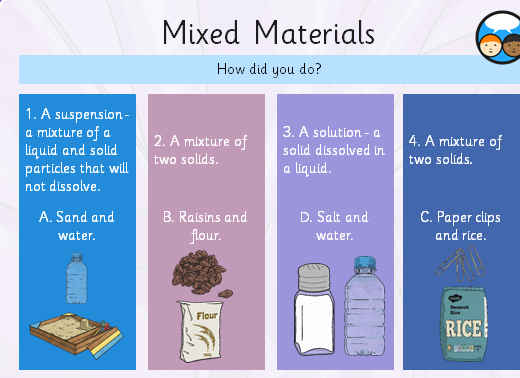 Mixed Materials
How did you do?
1. A suspension-
a mixture of a
liquid and solid
particles that will
not dissolve.
A. Sand and
water.
2. A mixture of
two solids.
B. Raisins and
flour.
Flour
3. A solution - a
solid dissolved in
a liquid.
D. Salt and
water.
4. A mixture of
two solids.
C. Paper clips
and rice.
Basmati
Rice
RICE